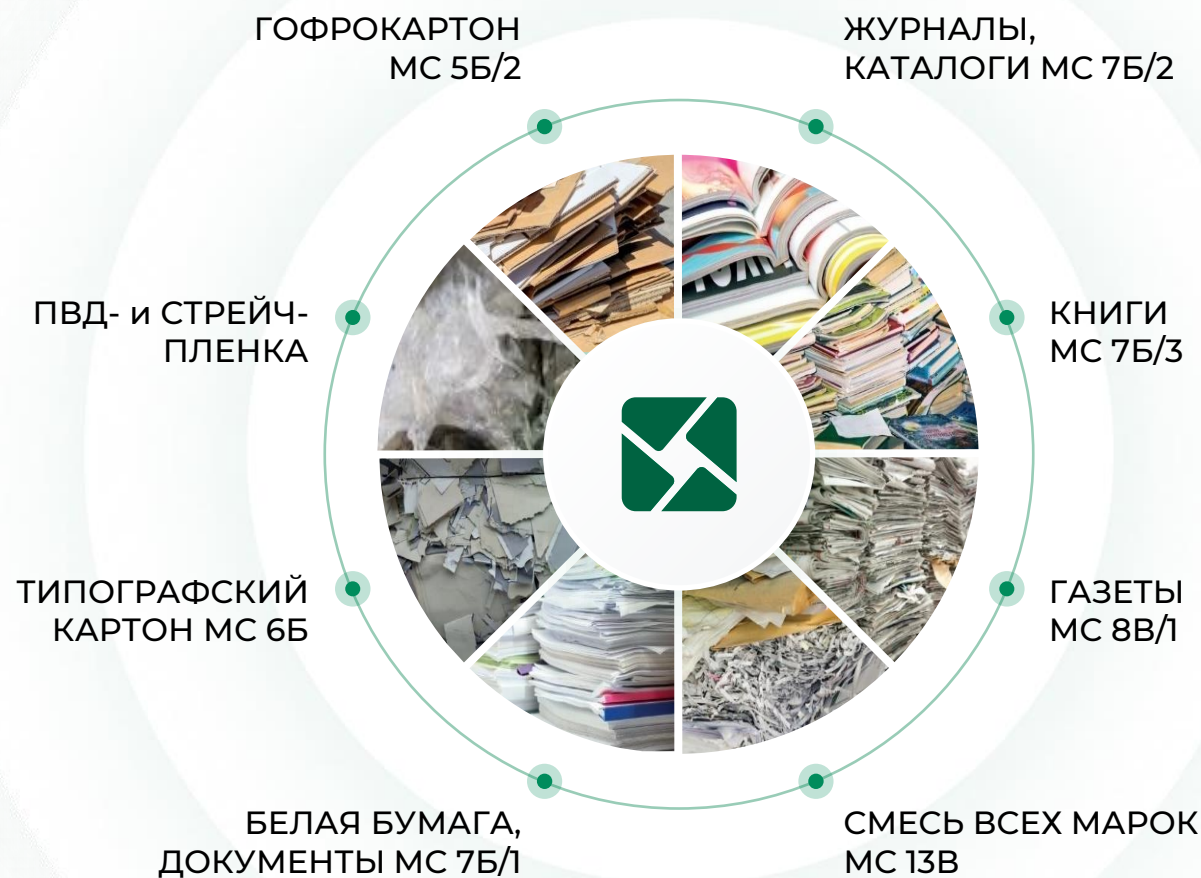 ГОФРОКАРТОН
МС 5Б/2
ЖУРНАЛЫ,
КАТАЛОГИ МС 7Б/2
ПВД- и СТРЕЙЧ-
ПЛЕНКА
КНИГИ
МС 7Б/3
ТИПОГРАФСКИЙ
КАРТОН МС 6Б
ГАЗЕТЫ
МС 8В/1
БЕЛАЯ БУМАГА,
ДОКУМЕНТЫ МС 7Б/1
СМЕСЬ ВСЕХ МАРОК
МС 13В